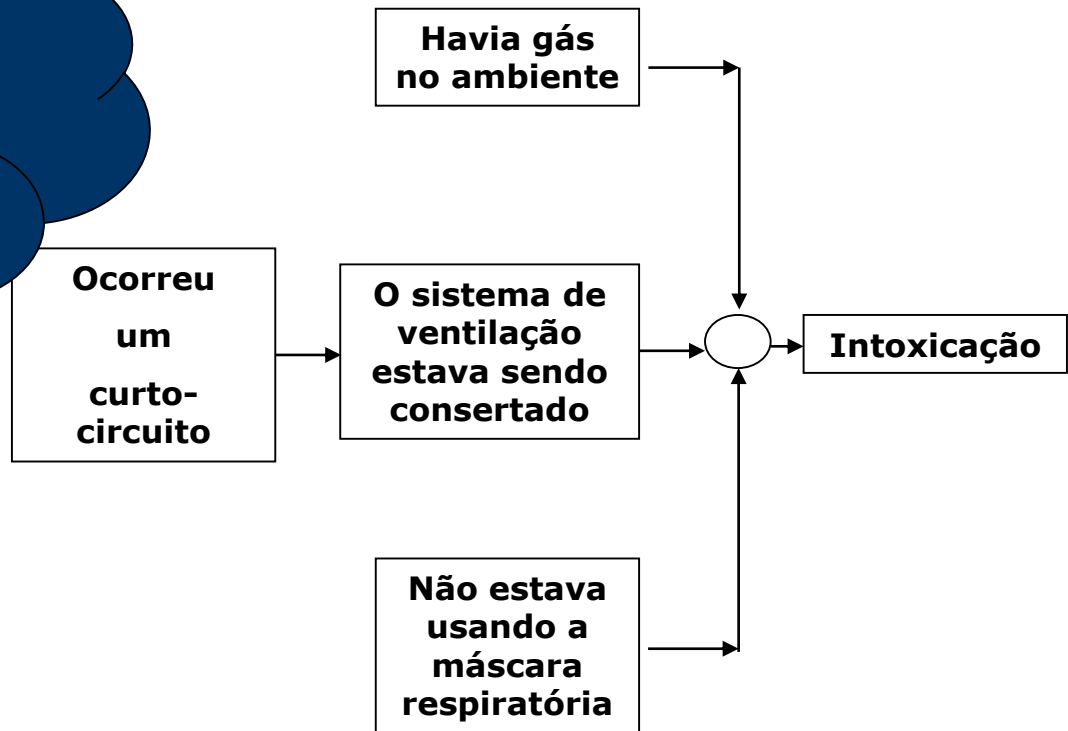 Havia gás
no ambiente
Ocorreu
um
curto-
circuito
O sistema de
ventilação
estava sendo
consertado
Intoxicação
Não estava
usando a
máscara
respiratória